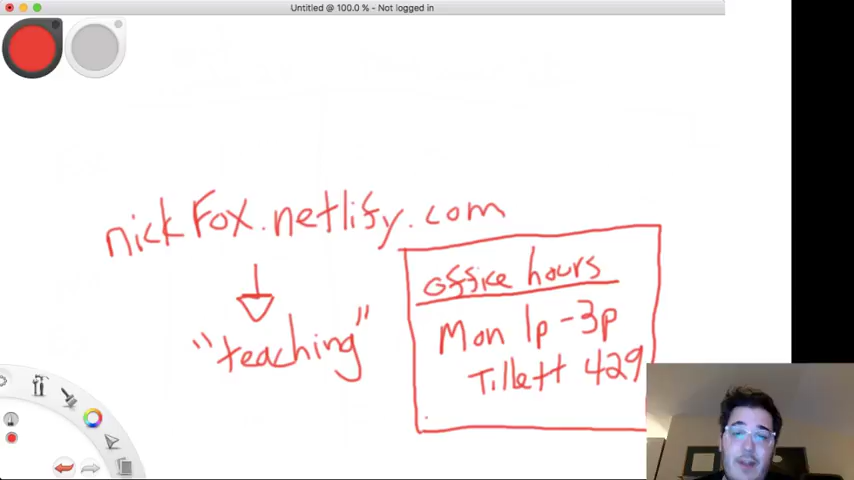 Untitled @ 100.0 % - Not logged in
nickFox.netlify.com
"teaching"
office hours
Mon 1p - 3p
Tillett 429